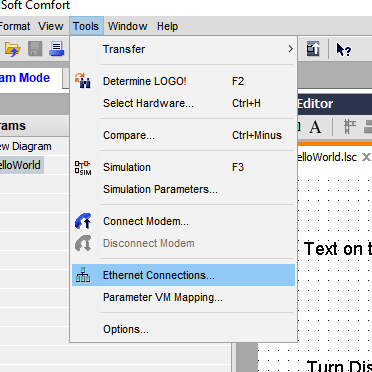 Soft Comfort
Format View Tools Window Help
Transfer
Determine LOGO! F2
Select Hardware... Ctrl+H
Compare... Ctrl+Minus
Simulation F3
SIM
Simulation Parameters...
Connect Modem...
Disconnect Modem
Ethernet Connections...
Parameter VM Mapping...
Options...
am Mode
Editor
A
rams
ew Diagram
elloWorld
elloWorld.lsc
Text on t
Turn Dis